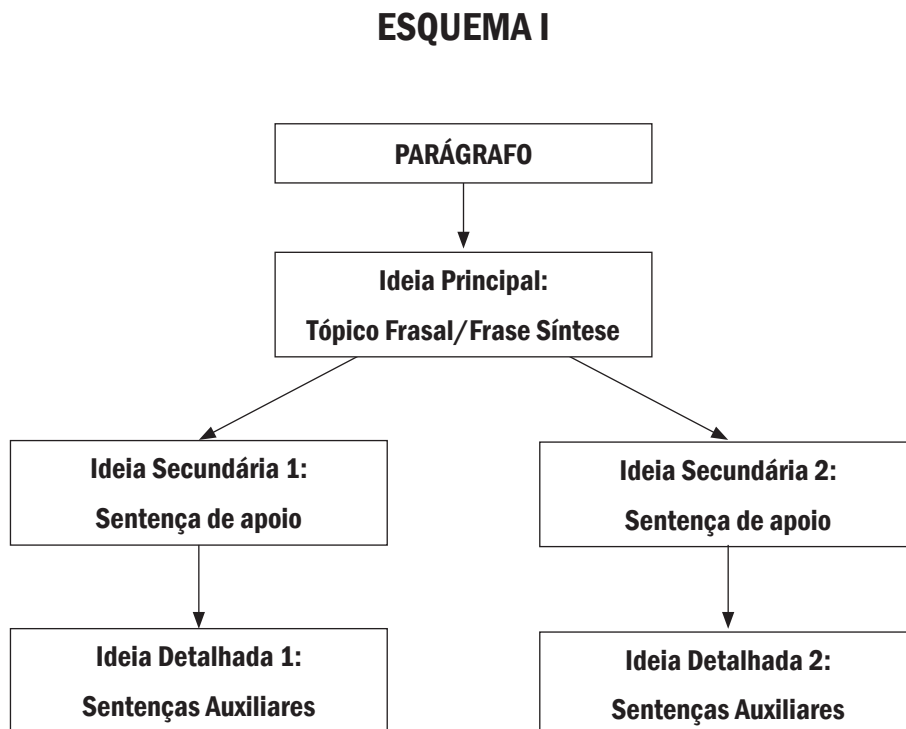 ESQUEMA I
PARÁGRAFO
Ideia Principal:
Tópico Frasal/Frase Síntese
Ideia Secundária 1:
Sentença de apoio
Ideia Secundária 2:
Sentença de apoio
Ideia Detalhada 1:
Sentenças Auxiliares
Ideia Detalhada 2:
Sentenças Auxiliares